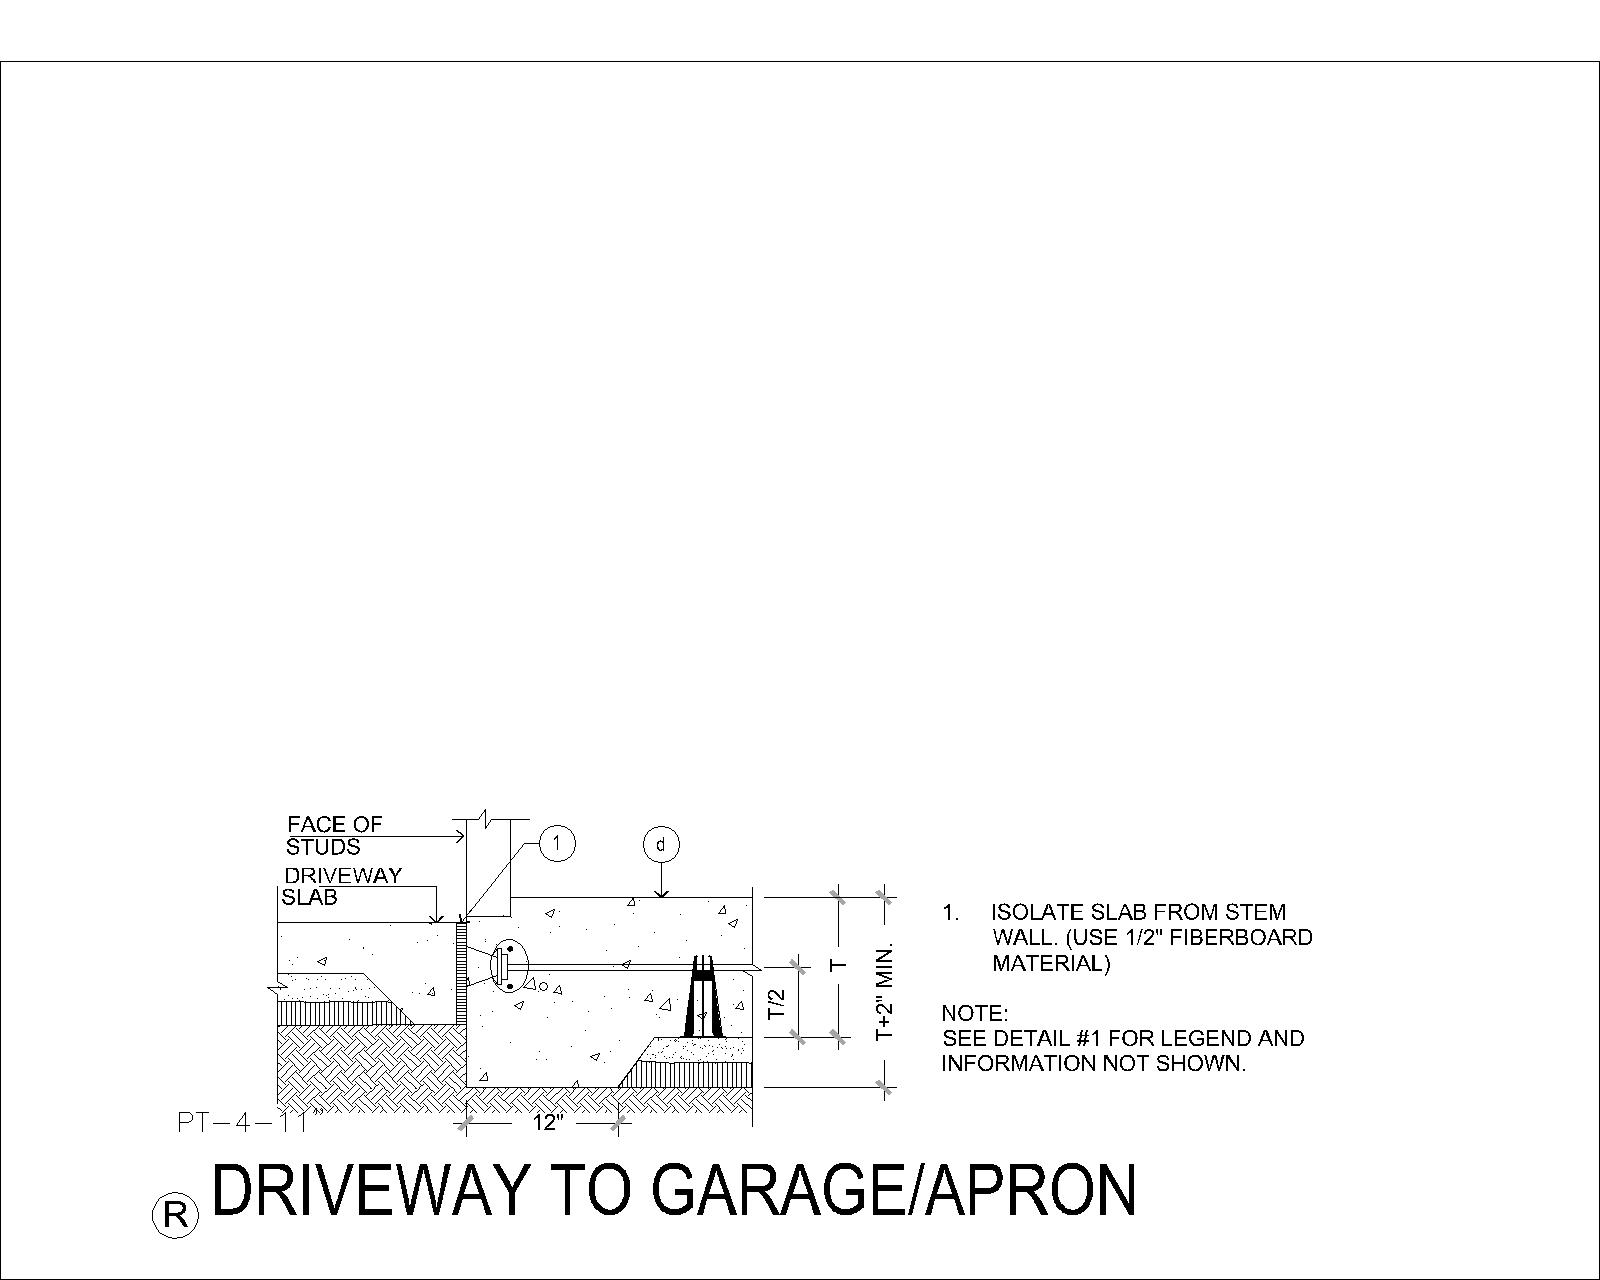 FACE OF
STUDS
DRIVEWAY
SLAB
1
d
T/2
T
T+2" MIN.
12"
1. ISOLATE SLAB FROM STEM
WALL. (USE 1/2" FIBERBOARD
MATERIAL)
NOTE:
SEE DETAIL #1 FOR LEGEND AND
INFORMATION NOT SHOWN.
PT-4-11"
R DRIVEWAY TO GARAGE/APRON